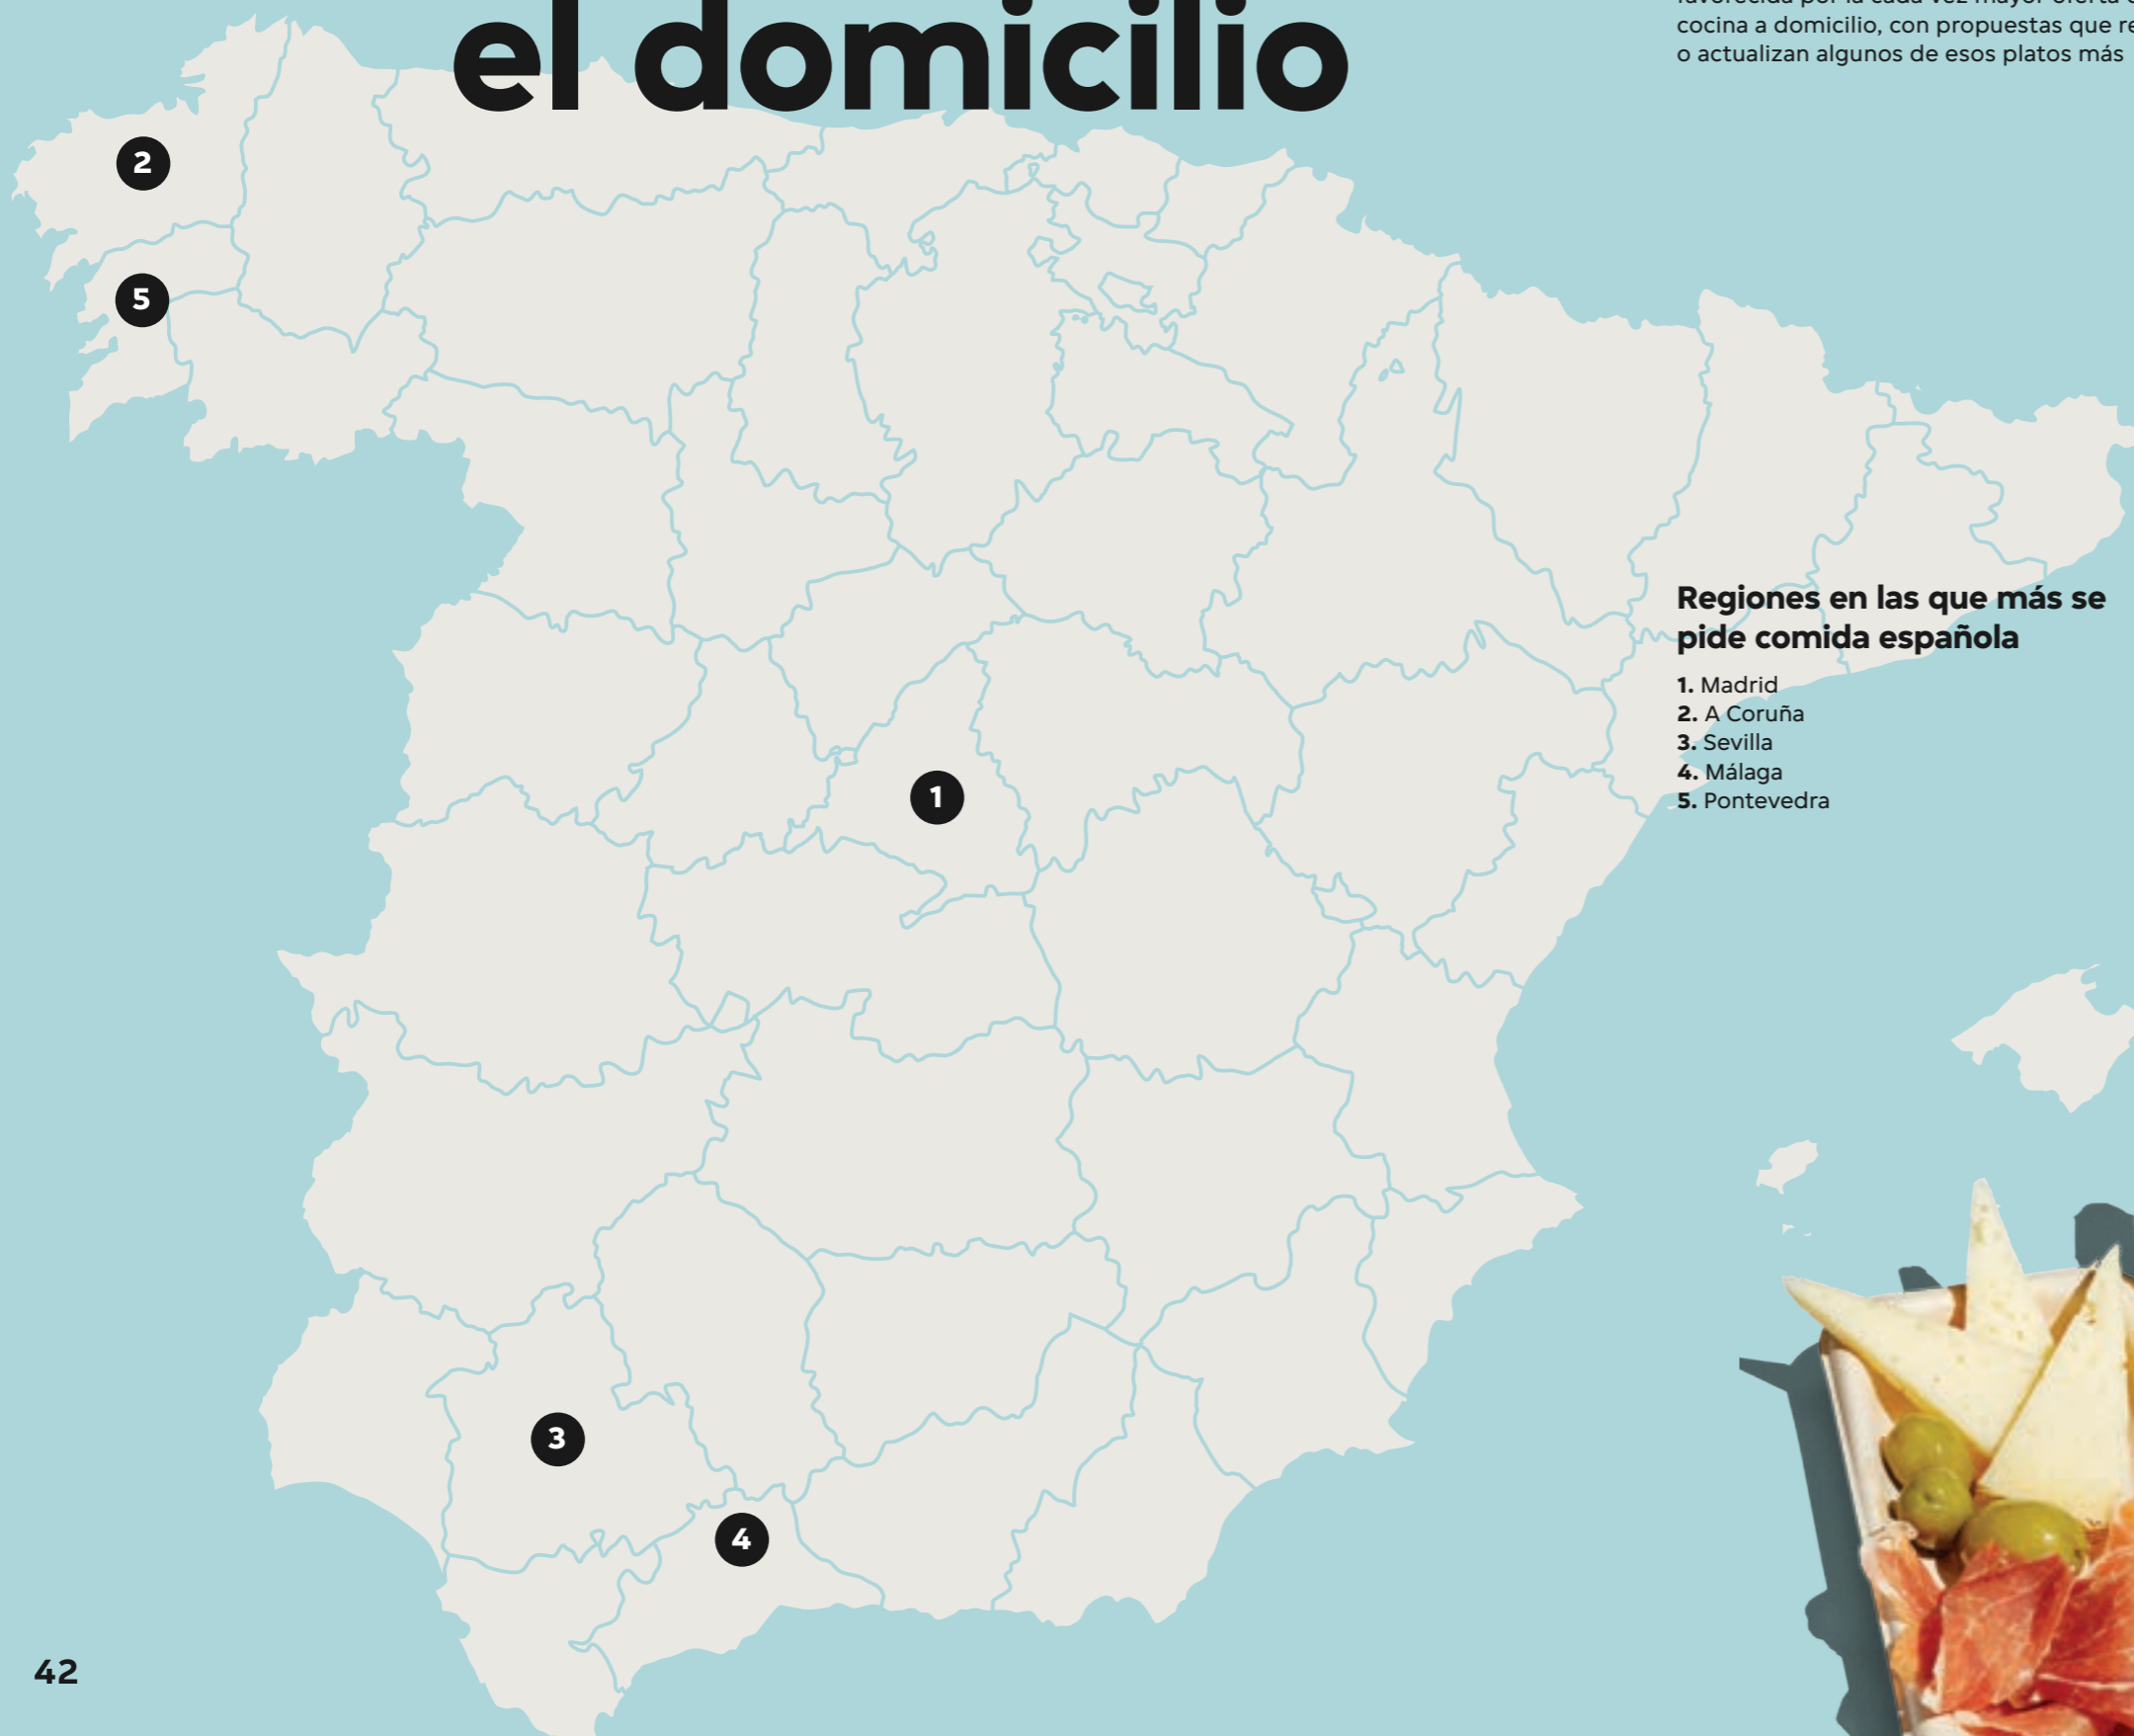 el domicilio
cocina a domicilio, con propuestas que
o actualizan algunos de esos platos más
2
5
1
3
4
Regiones en las que más se
pide comida española
1. Madrid
2. A Coruña
3. Sevilla
4. Málaga
5. Pontevedra
42